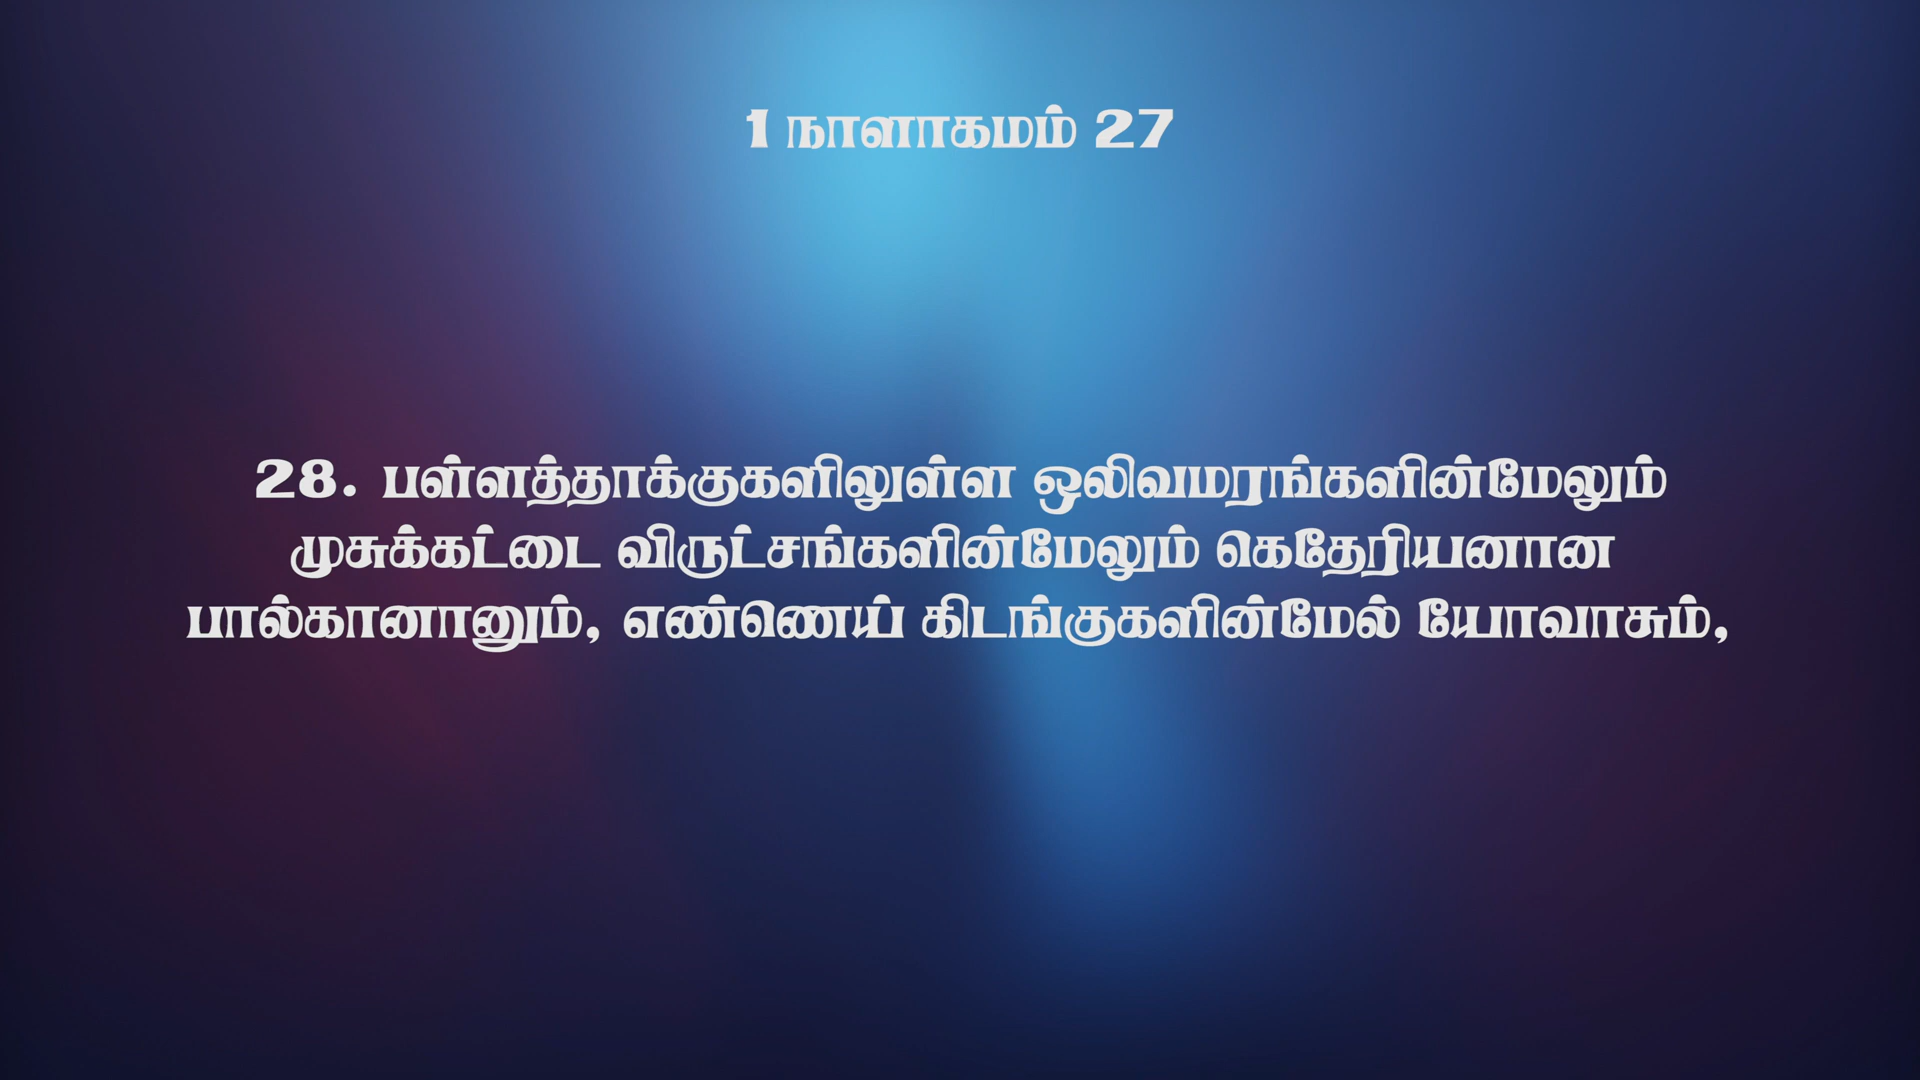 1 நாளாகமம் 27
28. பள்ளத்தாக்குகளிலுள்ள ஒலிவமரங்களின்மேலும்
முசுக்கட்டை விருட்சங்களின்மேலும் கெதேரியனான
பால்கானானும், எண்ணெய் கிடங்குகளின்மேல் யோவாசும்,